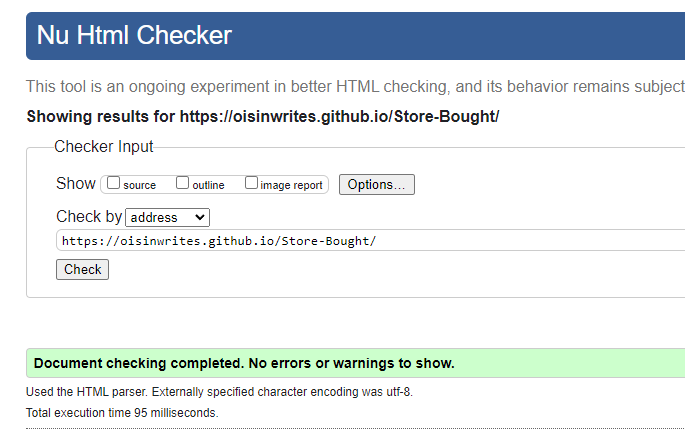 Nu Html Checker
This tool is an ongoing experiment in better HTML checking, and its behavior remains subject
Showing results for https://oisinwrites.github.io/Store-Bought/
Checker Input
Show source outline image report Options...
Check by address
https://oisinwrites.github.io/Store-Bought/
Check
Document checking completed. No errors or warnings to show.
Used the HTML parser. Externally specified character encoding was utf-8.
Total execution time 95 milliseconds.